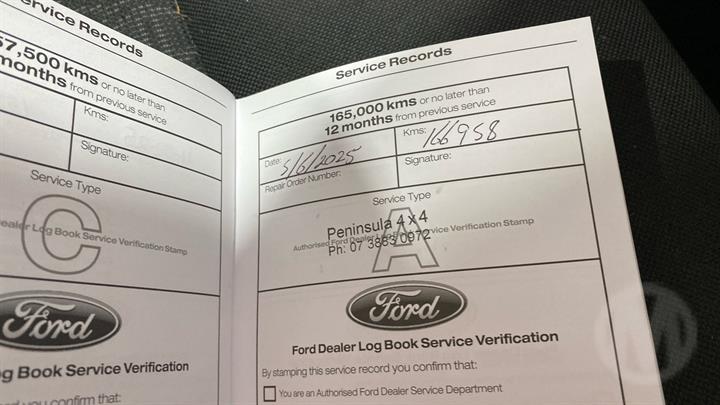 Service Records
57,500 kms or no later than
months from previous service
Kms:
Signature:
Service Type
C
Dealer Log Book Service Verification Stamp
Ford
Log Book Service Verification
you confirm that:
Service Records
165,000 kms or no later than
12 months from previous service
Date: 5/6/2025
Kms: 166958
Repair Order Number:
Signature:
Service Type
A
Peninsula 4x4
Authorised Ford Dealer Log Book Service Verification Stamp
Ph: 07 3883 0972
Ford
Ford Dealer Log Book Service Verification
By stamping this service record you confirm that:
You are an Authorised Ford Dealer Service Department
M